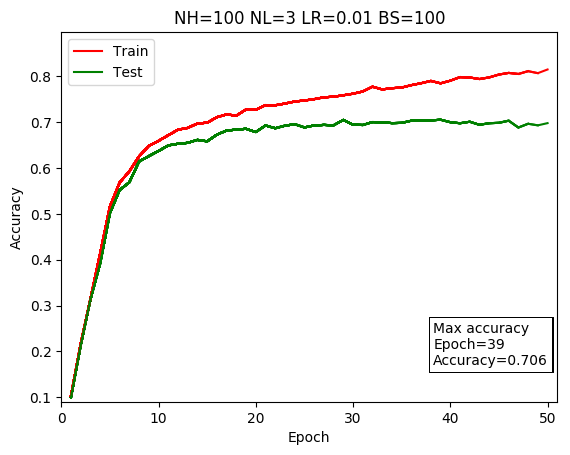 NH=100 NL=3 LR=0.01 BS=100
Train
Test
Accuracy
0.8
0.7
0.6
0.5
0.4
0.3
0.2
0.1
Max accuracy
Epoch=39
Accuracy=0.706
0 10 20 30 40 50
Epoch